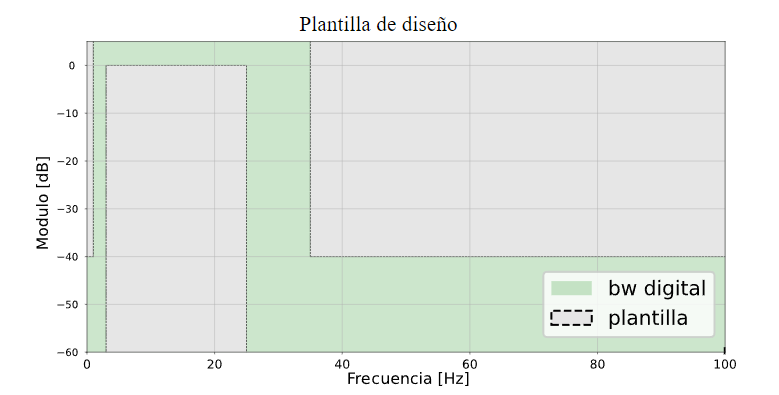 Plantilla de diseño
Modulo [dB]
0
−10
−20
−30
−40
−50
−60
0 20 40 60 80 100
Frecuencia [Hz]
bw digital
plantilla